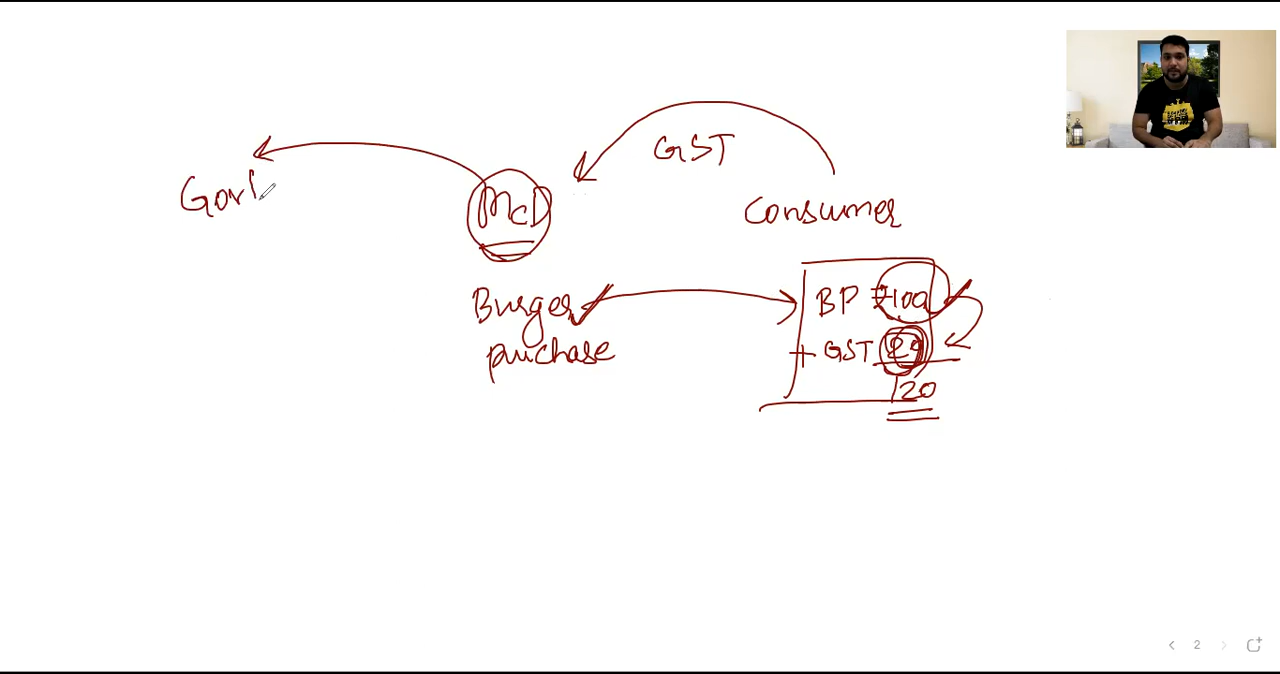 GST
Govt
McD
Consumer
Burger
purchase
BP ₹100
+ GST 20
120
2